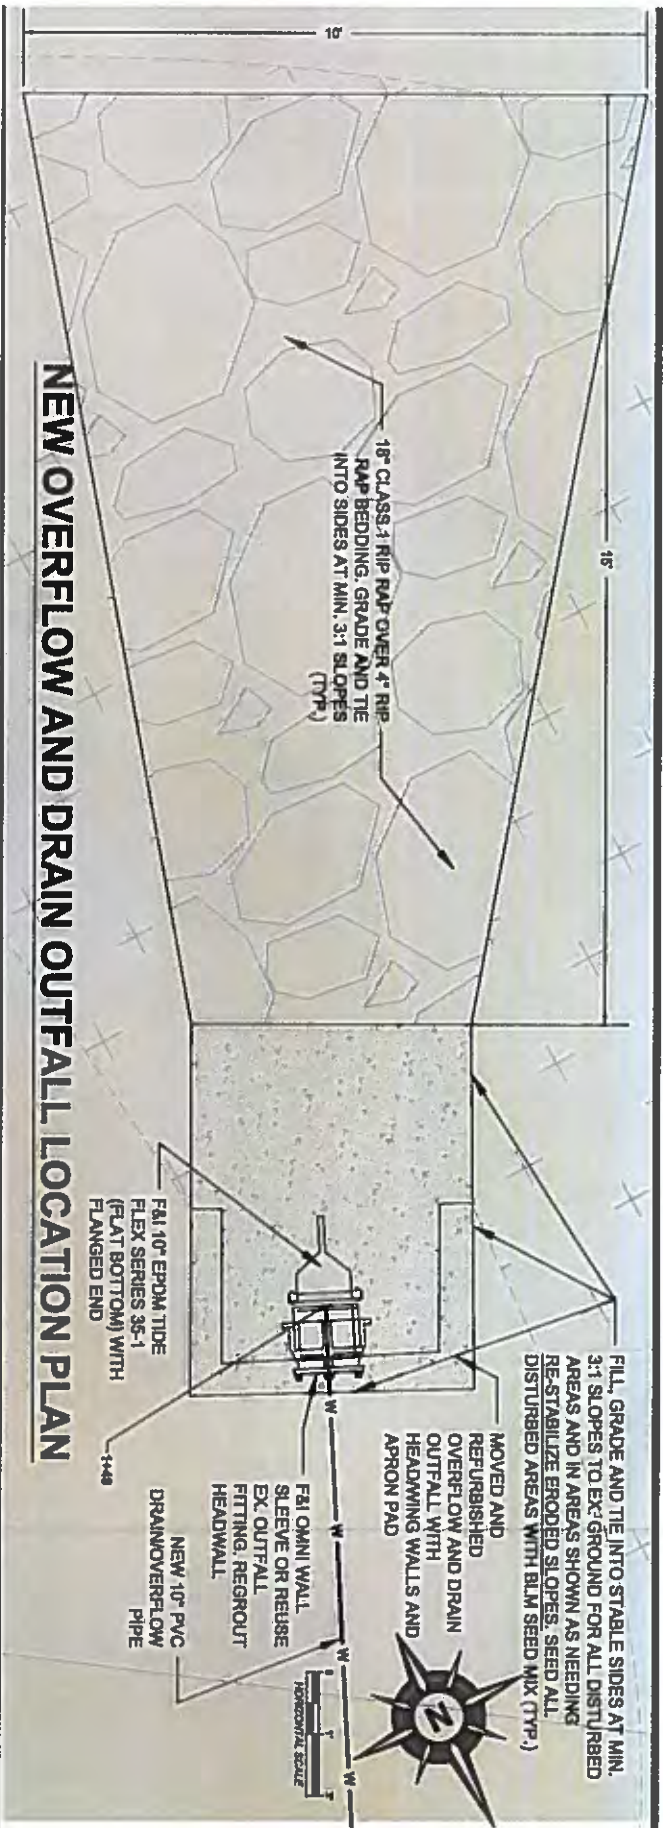 10'
15'
18" CLASS 1 RIP RAP OVER 4" RIP
RAP BEDDING. GRADE AND TIE
INTO SIDES AT MIN. 3:1 SLOPES
(TYP.)
FILL, GRADE AND TIE INTO STABLE SIDES AT MIN.
3:1 SLOPES TO EX. GROUND FOR ALL DISTURBED
AREAS AND IN AREAS SHOWN AS NEEDING
RE-STABILIZE ERODED SLOPES. SEED ALL
DISTURBED AREAS WITH BLM SEED MIX (TYP.)
MOVED AND
REFURBISHED
OVERFLOW AND DRAIN
OUTFALL WITH
HEAD/WING WALLS AND
APRON PAD
W
W
W
W
F&I OMNI WALL
SLEEVE OR REUSE
EX. OUTFALL
FITTING. REGROUT
HEADWALL
F&I 10" EPDM TIDE
FLEX SERIES 35-1
(FLAT BOTTOM) WITH
FLANGED END
1+49
NEW 10" PVC
DRAIN/OVERFLOW
PIPE
N
HORIZONTAL SCALE
NEW OVERFLOW AND DRAIN OUTFALL LOCATION PLAN